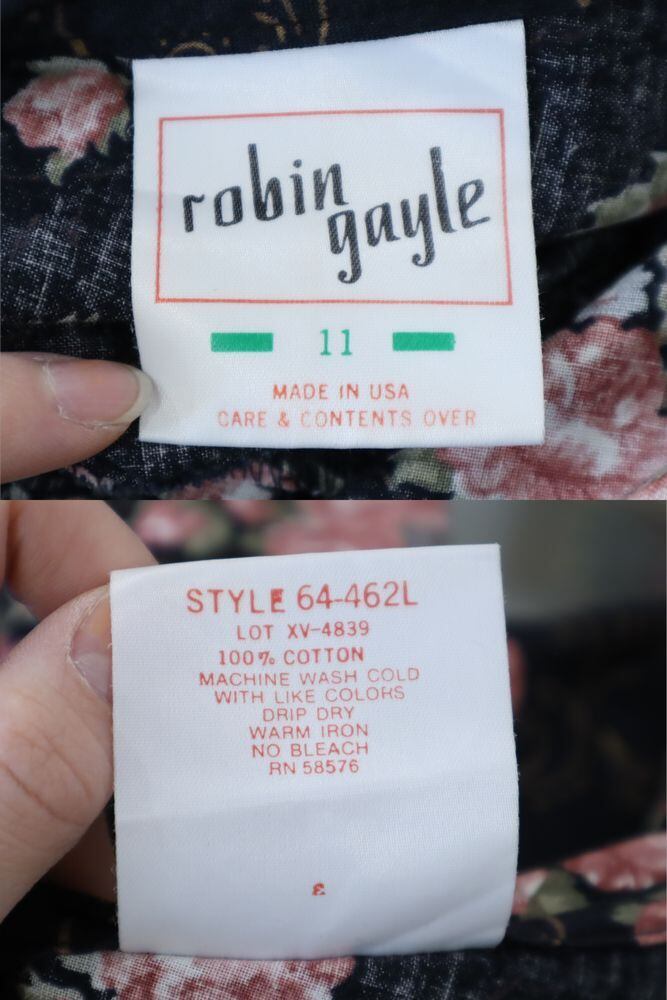 robin
gayle
11
MADE IN USA
CARE & CONTENTS OVER
STYLE 64-462L
LOT XV-4839
100% COTTON
MACHINE WASH COLD
WITH LIKE COLORS
DRIP DRY
WARM IRON
NO BLEACH
RN 58576